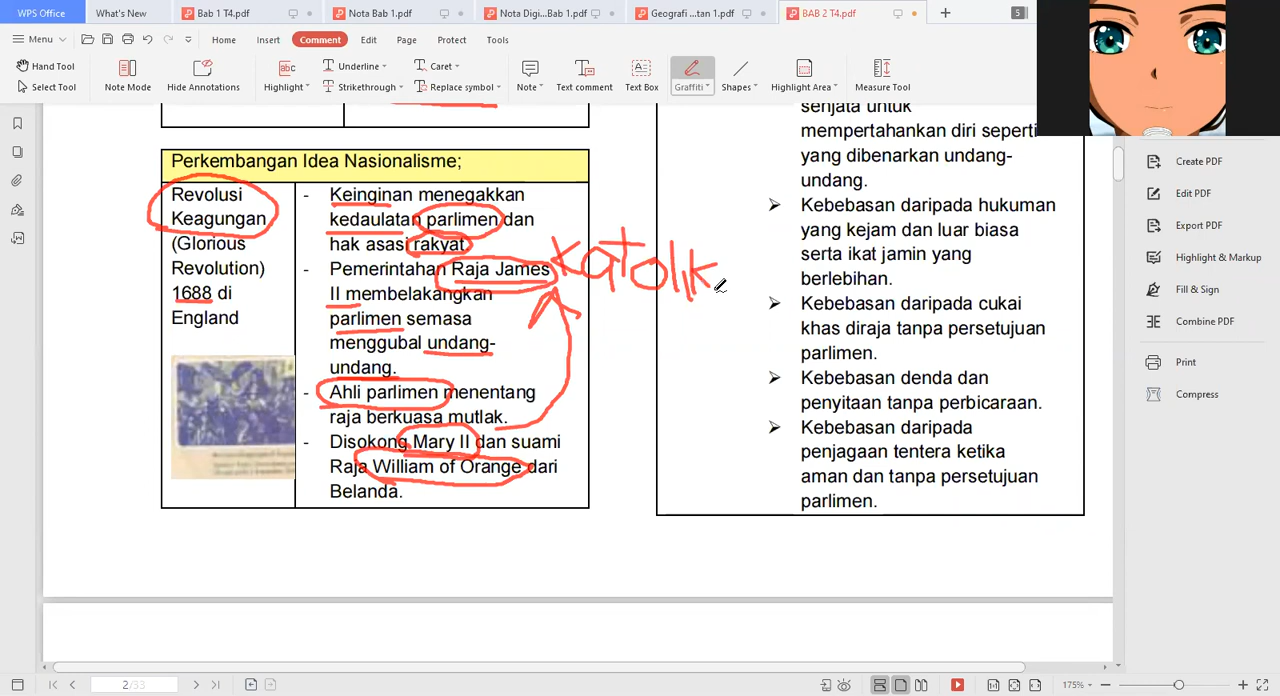 WPS Office
What's New
Bab 1 T4.pdf
Nota Bab 1.pdf
Nota Digi...Bab 1.pdf
Geografi ...tan 1.pdf
BAB 2 T4.pdf
5
Menu
Home
Insert
Comment
Edit
Page
Protect
Tools
Hand Tool
Select Tool
Note Mode
Hide Annotations
Highlight
Underline
Strikethrough
Caret
Replace symbol
Note
Text comment
Text Box
Graffiti
Shapes
Highlight Area
Measure Tool
Perkembangan Idea Nasionalisme;
Revolusi
Keagungan
(Glorious
Revolution)
1688 di
England
- Keinginan menegakkan
kedaulatan parlimen dan
hak asasi rakyat.
- Pemerintahan Raja James
II membelakangkan
parlimen semasa
menggubal undang-
undang.
- Ahli parlimen menentang
raja berkuasa mutlak.
- Disokong Mary II dan suami
Raja William of Orange dari
Belanda.
katolik
senjata untuk
mempertahankan diri seperti
yang dibenarkan undang-
undang.
Kebebasan daripada hukuman
yang kejam dan luar biasa
serta ikat jamin yang
berlebihan.
Kebebasan daripada cukai
khas diraja tanpa persetujuan
parlimen.
Kebebasan denda dan
penyitaan tanpa perbicaraan.
Kebebasan daripada
penjagaan tentera ketika
aman dan tanpa persetujuan
parlimen.
Create PDF
Edit PDF
Export PDF
Highlight & Markup
Fill & Sign
Combine PDF
Print
Compress
2/33
175%